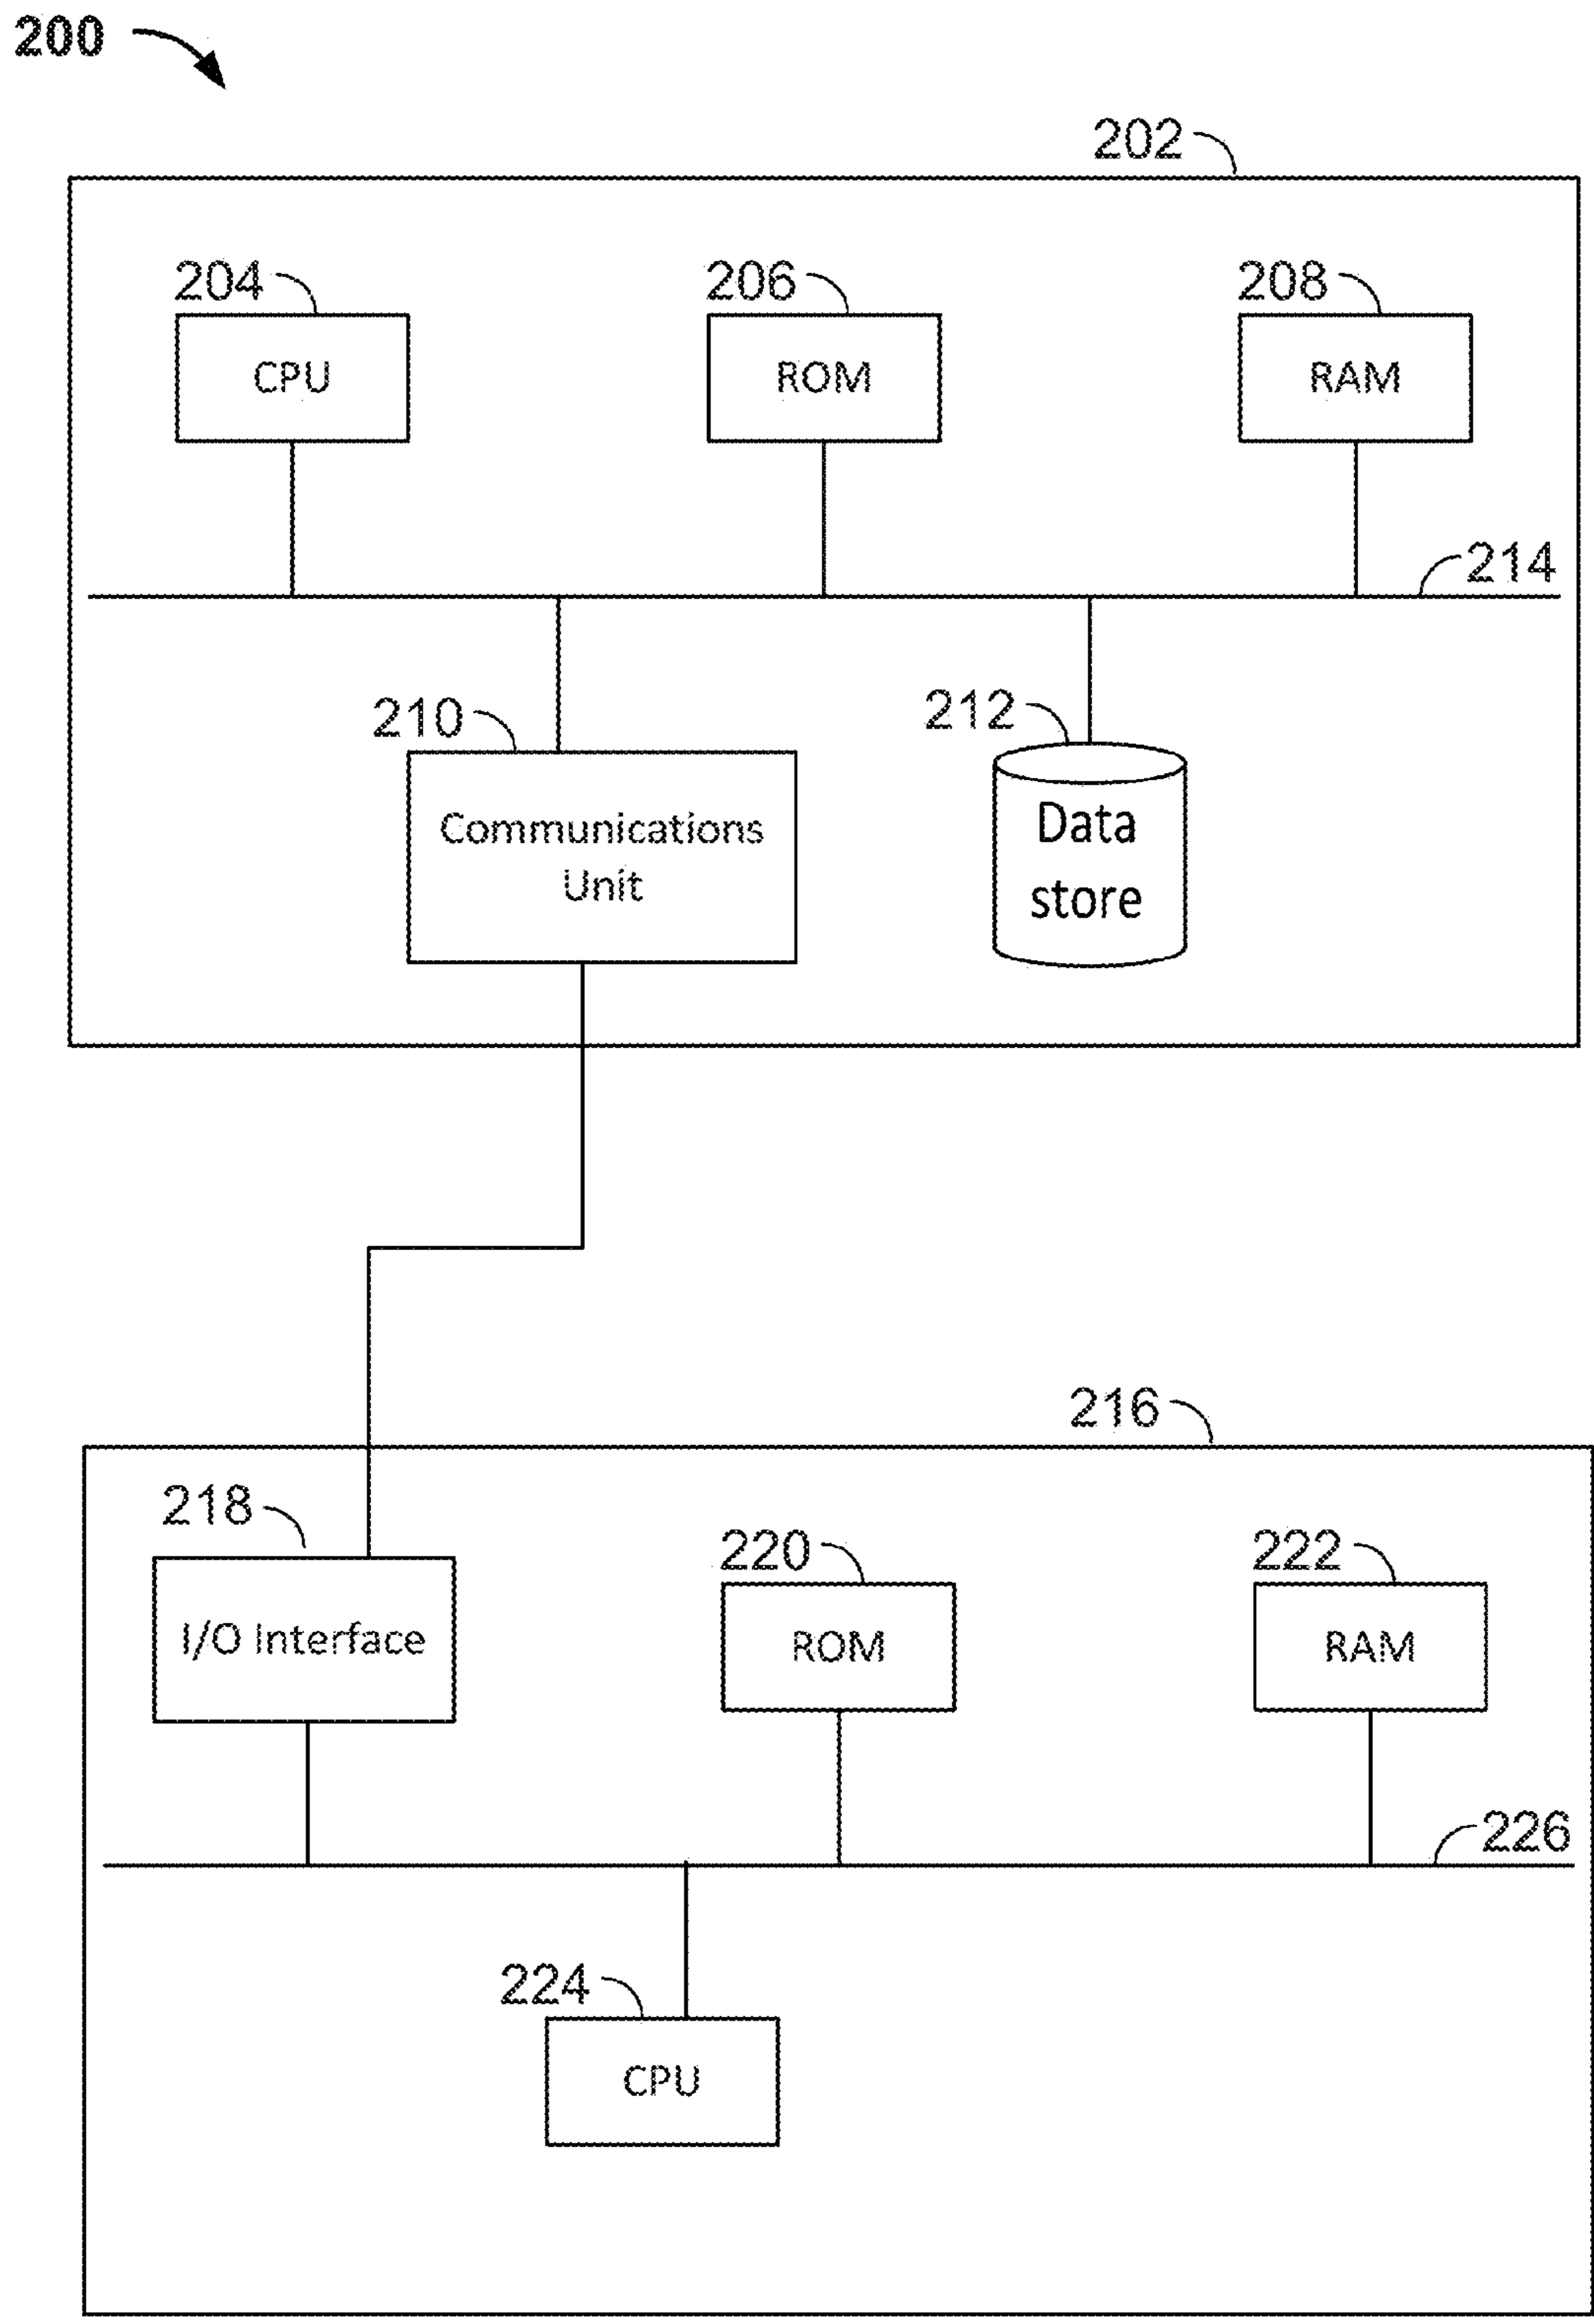 200
202
204
206
208
CPU
ROM
RAM
214
210
212
Communications
Unit
Data
store
216
218
220
222
I/O Interface
ROM
RAM
226
224
CPU